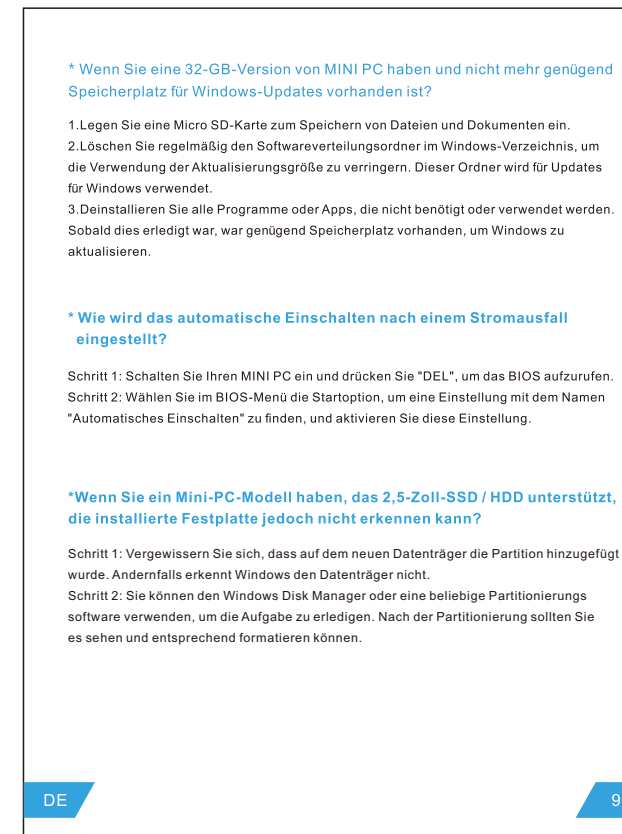 * Wenn Sie eine 32-GB-Version von MINI PC haben und nicht mehr genügend
Speicherplatz für Windows-Updates vorhanden ist?
1.Legen Sie eine Micro SD-Karte zum Speichern von Dateien und Dokumenten ein.
2.Löschen Sie regelmäßig den Softwareverteilungsordner im Windows-Verzeichnis, um
die Verwendung der Aktualisierungsgröße zu verringern. Dieser Ordner wird für Updates
für Windows verwendet.
3.Deinstallieren Sie alle Programme oder Apps, die nicht benötigt oder verwendet werden.
Sobald dies erledigt war, war genügend Speicherplatz vorhanden, um Windows zu
aktualisieren.
* Wie wird das automatische Einschalten nach einem Stromausfall
eingestellt?
Schritt 1: Schalten Sie Ihren MINI PC ein und drücken Sie "DEL", um das BIOS aufzurufen.
Schritt 2: Wählen Sie im BIOS-Menü die Startoption, um eine Einstellung mit dem Namen
"Automatisches Einschalten" zu finden, und aktivieren Sie diese Einstellung.
*Wenn Sie ein Mini-PC-Modell haben, das 2,5-Zoll-SSD / HDD unterstützt,
die installierte Festplatte jedoch nicht erkennen kann?
Schritt 1: Vergewissern Sie sich, dass auf dem neuen Datenträger die Partition hinzugefügt
wurde. Andernfalls erkennt Windows den Datenträger nicht.
Schritt 2: Sie können den Windows Disk Manager oder eine beliebige Partitionierungs
software verwenden, um die Aufgabe zu erledigen. Nach der Partitionierung sollten Sie
es sehen und entsprechend formatieren können.
DE
9